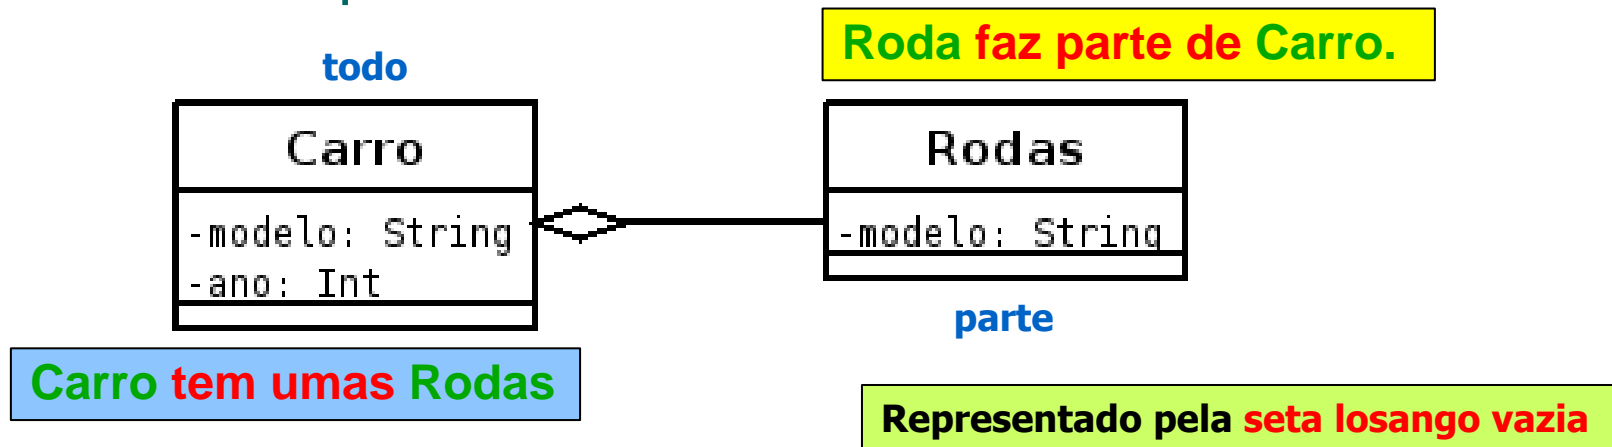 Roda faz parte de Carro.
todo
Carro
-modelo: String
-ano: Int
Rodas
-modelo: String
parte
Carro tem umas Rodas
Representado pela seta losango vazia